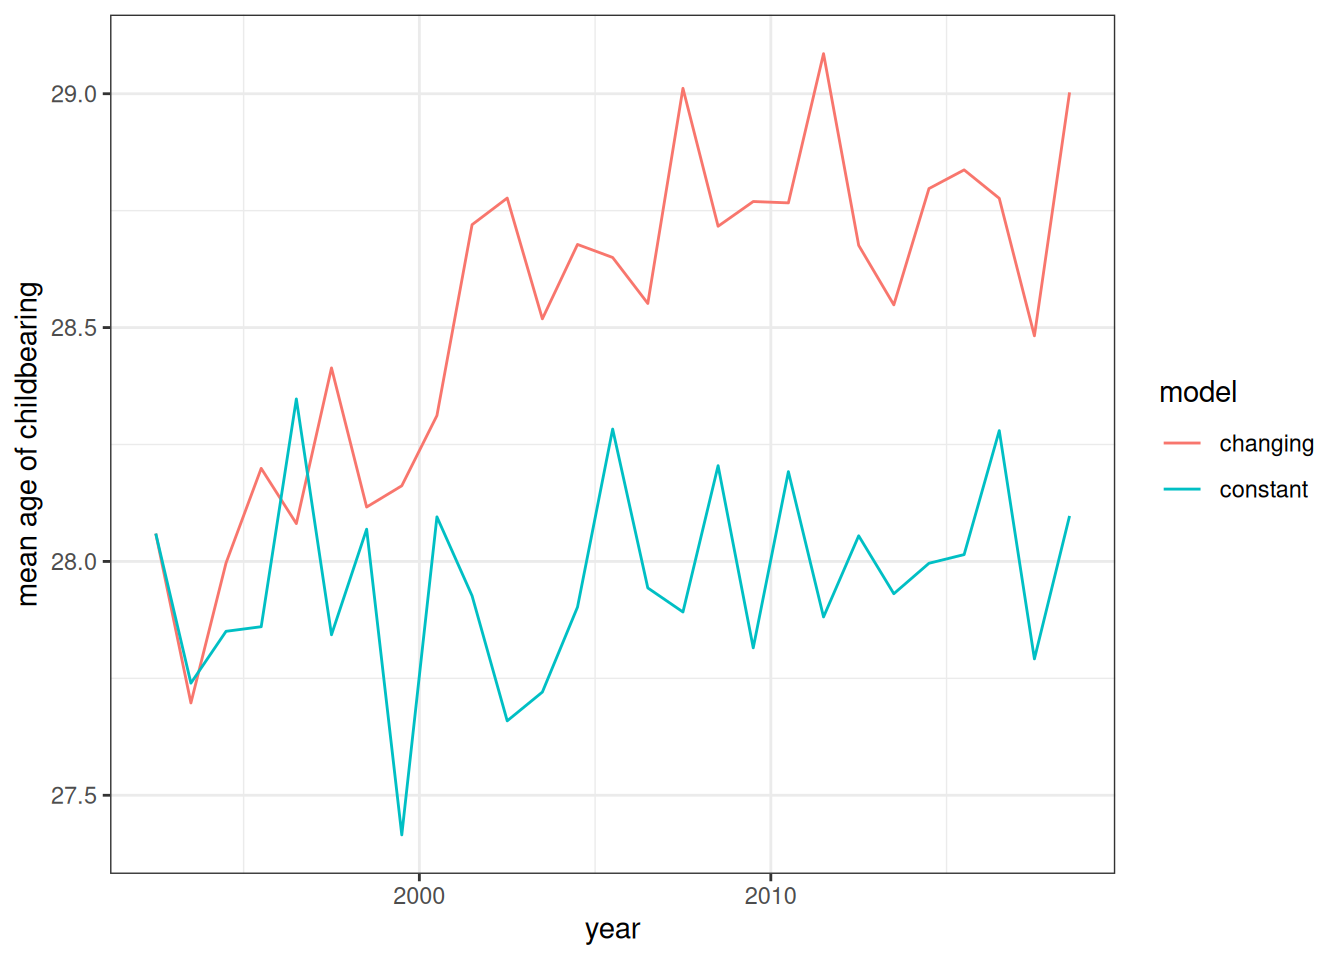 29.0
28.5
28.0
27.5
mean age of childbearing
2000
2010
year
model
changing
constant